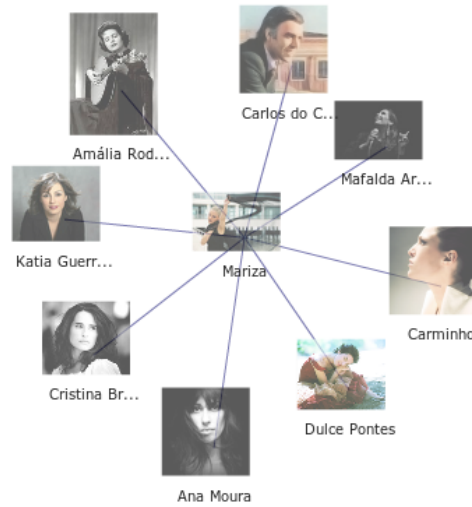 Amália Rod...
Carlos do C...
Mafalda Ar...
Katia Guerr...
Mariza
Carminho
Cristina Br...
Dulce Pontes
Ana Moura